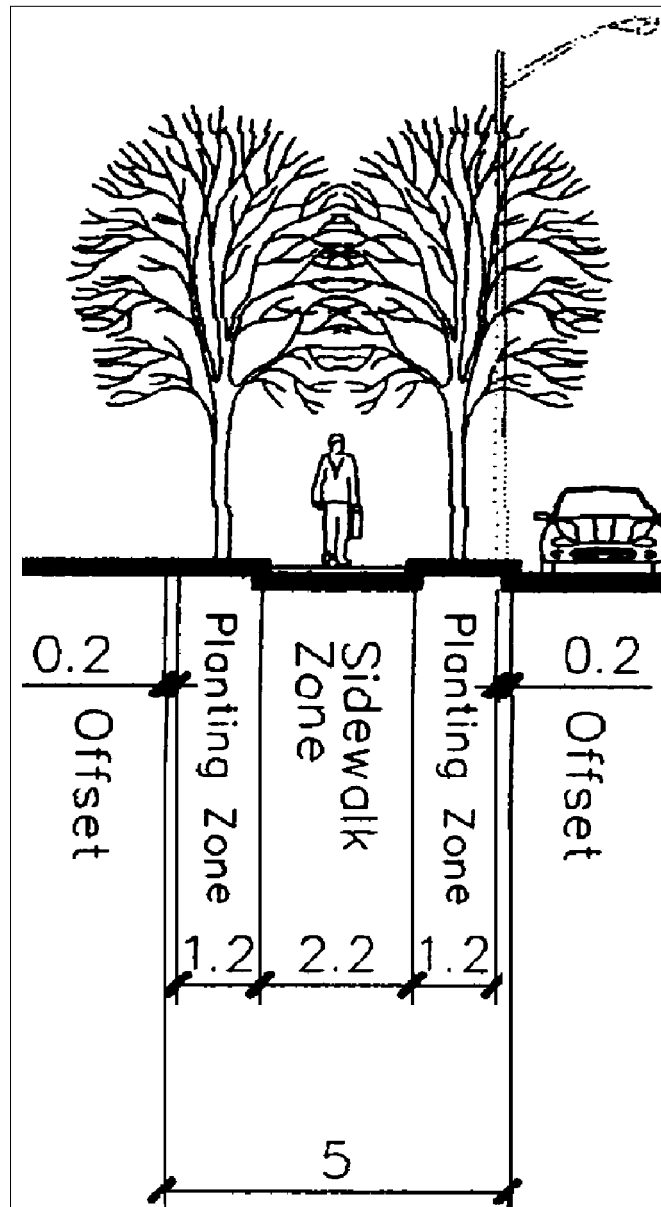 0.2
0.2
Offset
Planting Zone
Sidewalk
Zone
Planting Zone
Offset
1.2
2.2
1.2
5